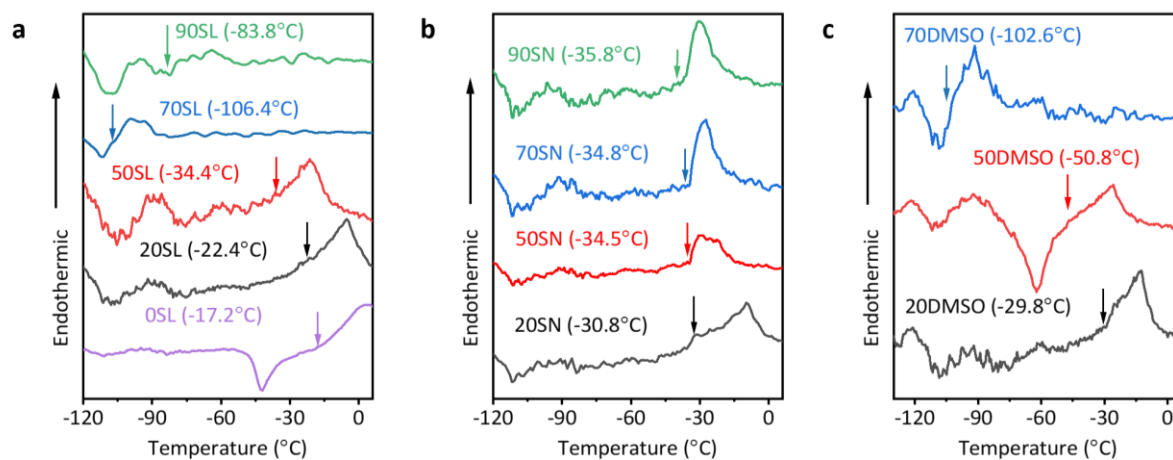 a
90SL (-83.8°C)
70SL (-106.4°C)
50SL (-34.4°C)
20SL (-22.4°C)
0SL (-17.2°C)
Endothermic
-120 -90 -60 -30 0
Temperature (°C)
b
90SN (-35.8°C)
70SN (-34.8°C)
50SN (-34.5°C)
20SN (-30.8°C)
Endothermic
-120 -90 -60 -30 0
Temperature (°C)
c
70DMSO (-102.6°C)
50DMSO (-50.8°C)
20DMSO (-29.8°C)
Endothermic
-120 -90 -60 -30 0
Temperature (°C)